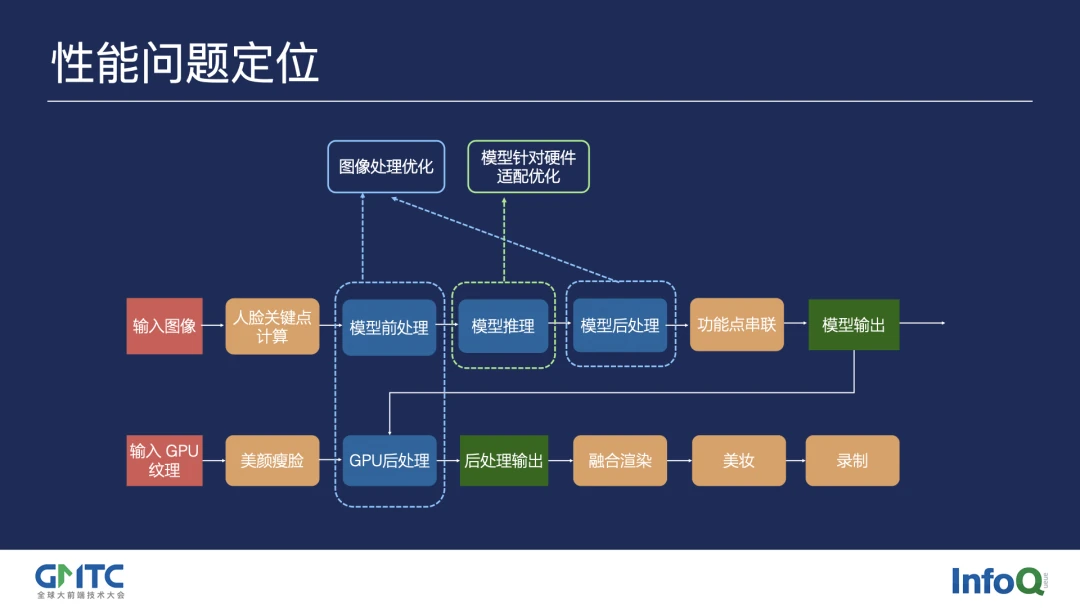 性能问题定位
图像处理优化
模型针对硬件
适配优化
输入图像
人脸关键点
计算
模型前处理
模型推理
模型后处理
功能点串联
模型输出
输入 GPU
纹理
美颜瘦脸
GPU后处理
后处理输出
融合渲染
美妆
录制
GMTC
全球大前端技术大会
InfoQ